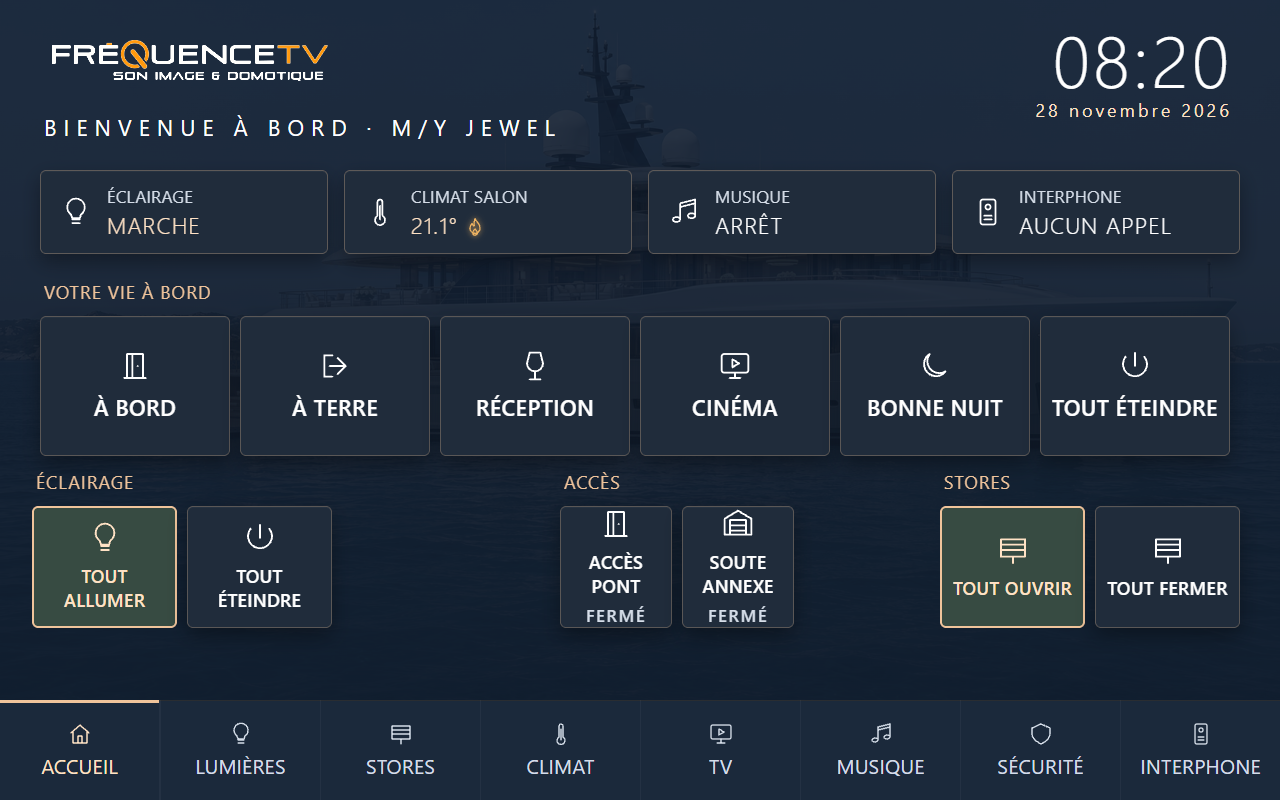 FRÉQUENCETV
SON IMAGE & DOMOTIQUE
08:20
28 novembre 2026
BIENVENUE À BORD · M/Y JEWEL
ÉCLAIRAGE
MARCHE
CLIMAT SALON
21.1°
MUSIQUE
ARRÊT
INTERPHONE
AUCUN APPEL
VOTRE VIE À BORD
À BORD
À TERRE
RÉCEPTION
CINÉMA
BONNE NUIT
TOUT ÉTEINDRE
ÉCLAIRAGE
TOUT
ALLUMER
TOUT
ÉTEINDRE
ACCÈS
ACCÈS
PONT
FERMÉ
SOUTE
ANNEXE
FERMÉ
STORES
TOUT OUVRIR
TOUT FERMER
ACCUEIL
LUMIÈRES
STORES
CLIMAT
TV
MUSIQUE
SÉCURITÉ
INTERPHONE